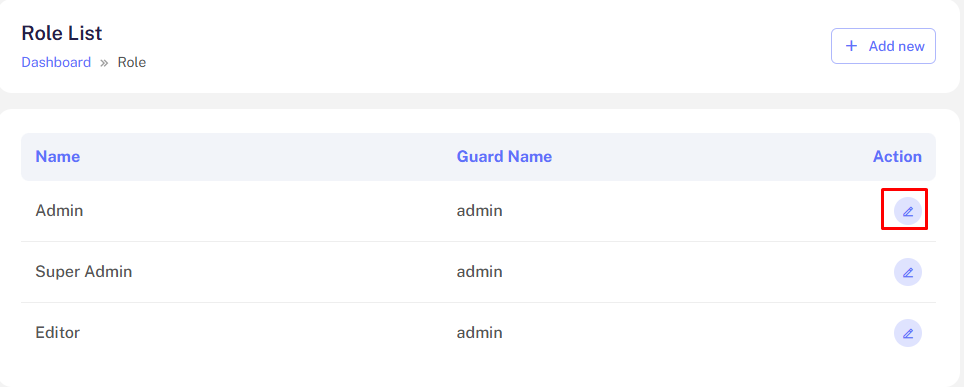 Role List
Dashboard » Role
+ Add new
Name Guard Name Action
Admin admin
Super Admin admin
Editor admin